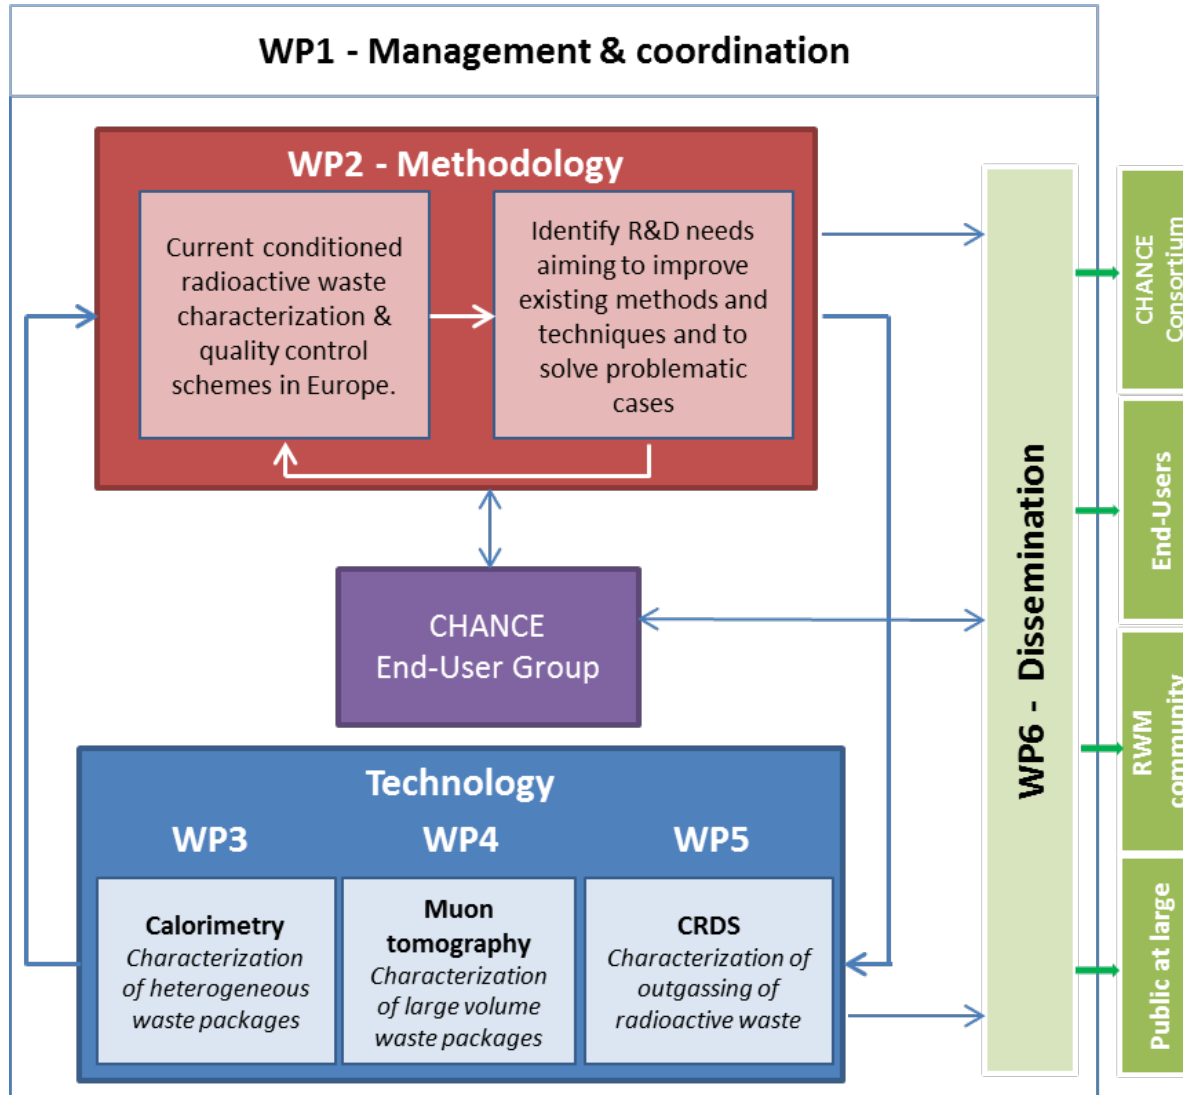 WP1 - Management & coordination
WP2 - Methodology
Current conditioned
radioactive waste
characterization &
quality control
schemes in Europe.
Identify R&D needs
aiming to improve
existing methods and
techniques and to
solve problematic
cases
CHANCE
End-User Group
Technology
WP3
WP4
WP5
Calorimetry
Characterization
of heterogeneous
waste packages
Muon
tomography
Characterization
of large volume
waste packages
CRDS
Characterization of
outgassing of
radioactive waste
WP6 - Dissemination
CHANCE
Consortium
End-Users
RWM
community
Public at large